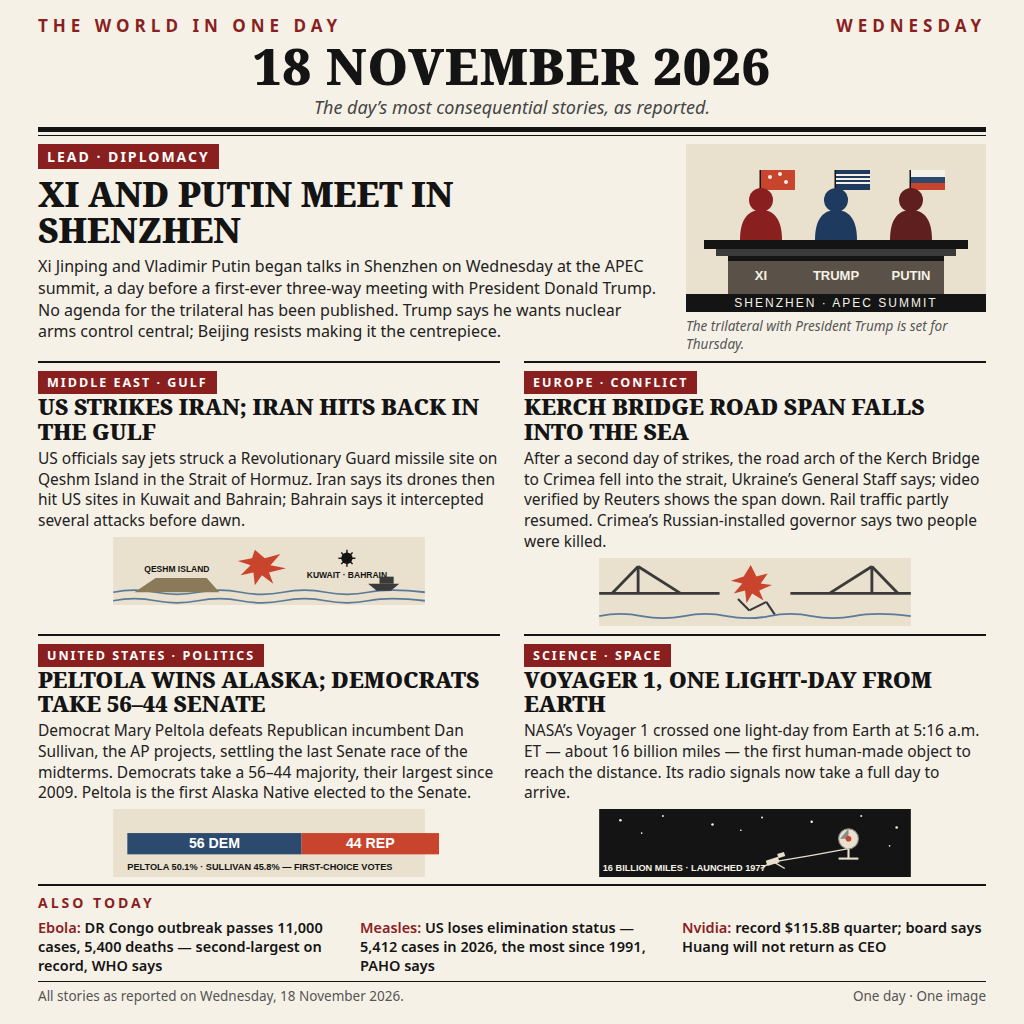 THE WORLD IN ONE DAY
WEDNESDAY
18 NOVEMBER 2026
The day's most consequential stories, as reported.
LEAD · DIPLOMACY
XI AND PUTIN MEET IN
SHENZHEN
Xi Jinping and Vladimir Putin began talks in Shenzhen on Wednesday at the APEC
summit, a day before a first-ever three-way meeting with President Donald Trump.
No agenda for the trilateral has been published. Trump says he wants nuclear
arms control central; Beijing resists making it the centrepiece.
XI TRUMP PUTIN
SHENZHEN · APEC SUMMIT
The trilateral with President Trump is set for
Thursday.
MIDDLE EAST · GULF
US STRIKES IRAN; IRAN HITS BACK IN
THE GULF
US officials say jets struck a Revolutionary Guard missile site on
Qeshm Island in the Strait of Hormuz. Iran says its drones then
hit US sites in Kuwait and Bahrain; Bahrain says it intercepted
several attacks before dawn.
QESHM ISLAND
KUWAIT · BAHRAIN
EUROPE · CONFLICT
KERCH BRIDGE ROAD SPAN FALLS
INTO THE SEA
After a second day of strikes, the road arch of the Kerch Bridge
to Crimea fell into the strait, Ukraine's General Staff says; video
verified by Reuters shows the span down. Rail traffic partly
resumed. Crimea's Russian-installed governor says two people
were killed.
UNITED STATES · POLITICS
PELTOLA WINS ALASKA; DEMOCRATS
TAKE 56–44 SENATE
Democrat Mary Peltola defeats Republican incumbent Dan
Sullivan, the AP projects, settling the last Senate race of the
midterms. Democrats take a 56–44 majority, their largest since
2009. Peltola is the first Alaska Native elected to the Senate.
56 DEM 44 REP
PELTOLA 50.1% · SULLIVAN 45.8% — FIRST-CHOICE VOTES
SCIENCE · SPACE
VOYAGER 1, ONE LIGHT-DAY FROM
EARTH
NASA's Voyager 1 crossed one light-day from Earth at 5:16 a.m.
ET — about 16 billion miles — the first human-made object to
reach the distance. Its radio signals now take a full day to
arrive.
16 BILLION MILES · LAUNCHED 1977
ALSO TODAY
Ebola: DR Congo outbreak passes 11,000
cases, 5,400 deaths — second-largest on
record, WHO says
Measles: US loses elimination status —
5,412 cases in 2026, the most since 1991,
PAHO says
Nvidia: record $115.8B quarter; board says
Huang will not return as CEO
All stories as reported on Wednesday, 18 November 2026.
One day · One image